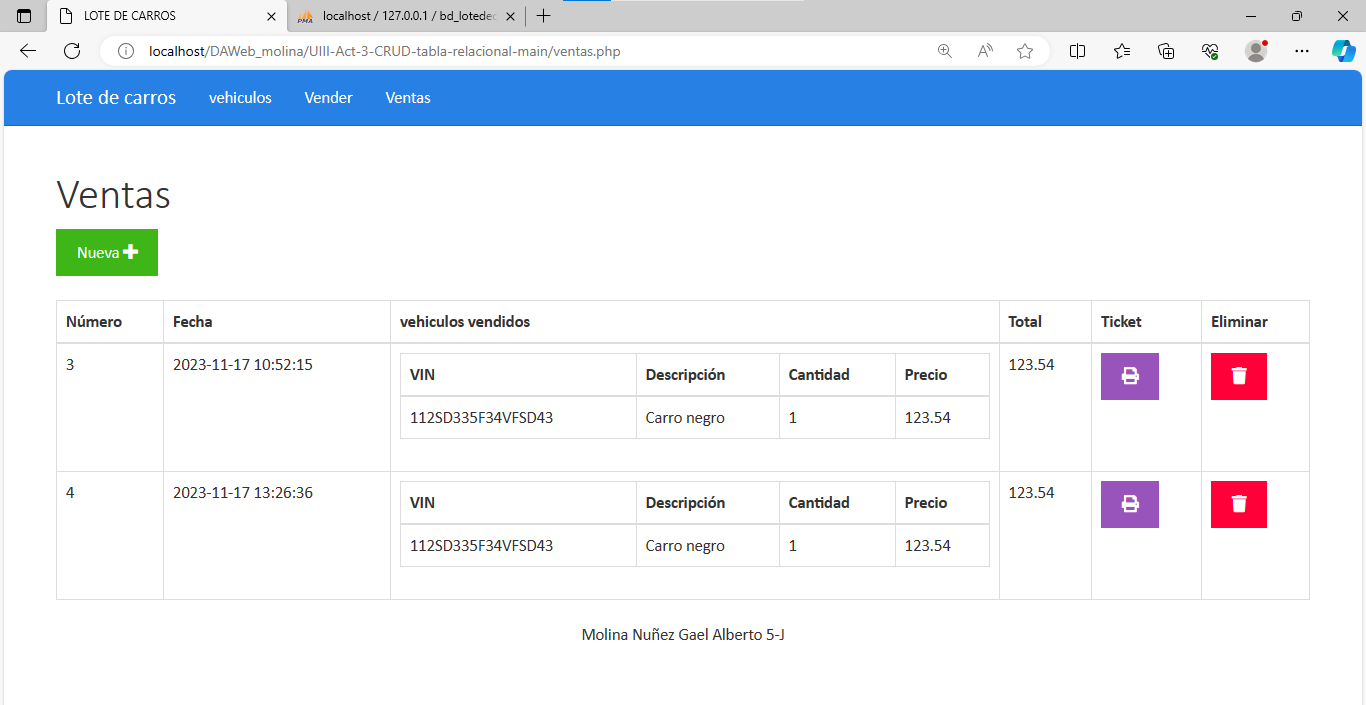 LOTE DE CARROS
localhost / 127.0.0.1 / bd_lotedec
localhost/DAWeb_molina/UIII-Act-3-CRUD-tabla-relacional-main/ventas.php
Lote de carros vehiculos Vender Ventas
Ventas
Nueva
Número Fecha vehiculos vendidos Total Ticket Eliminar
3 2023-11-17 10:52:15 123.54
VIN Descripción Cantidad Precio
112SD335F34VFSD43 Carro negro 1 123.54
4 2023-11-17 13:26:36 123.54
VIN Descripción Cantidad Precio
112SD335F34VFSD43 Carro negro 1 123.54
Molina Nuñez Gael Alberto 5-J